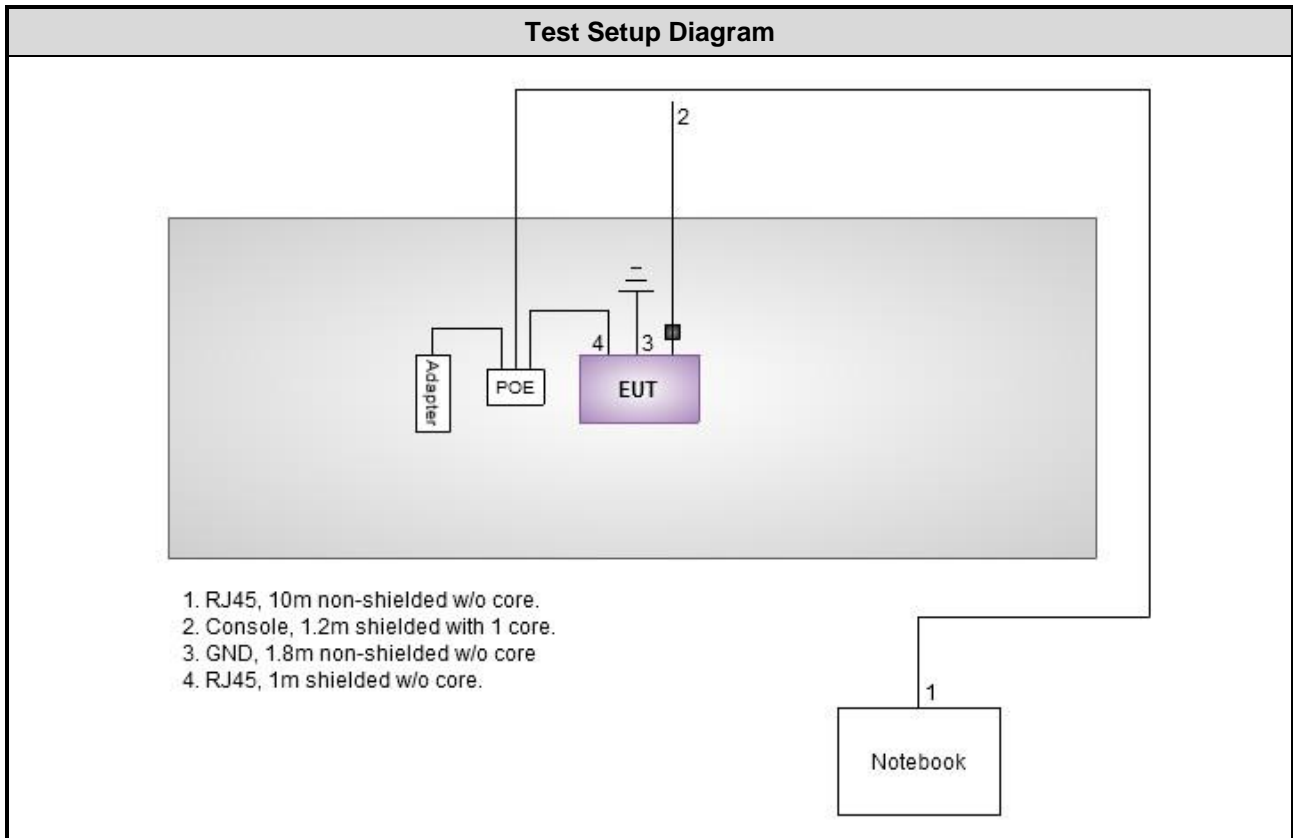 Test Setup Diagram
2
4
3
Adapter
POE
EUT
1. RJ45, 10m non-shielded w/o core.
2. Console, 1.2m shielded with 1 core.
3. GND, 1.8m non-shielded w/o core
4. RJ45, 1m shielded w/o core.
1
Notebook